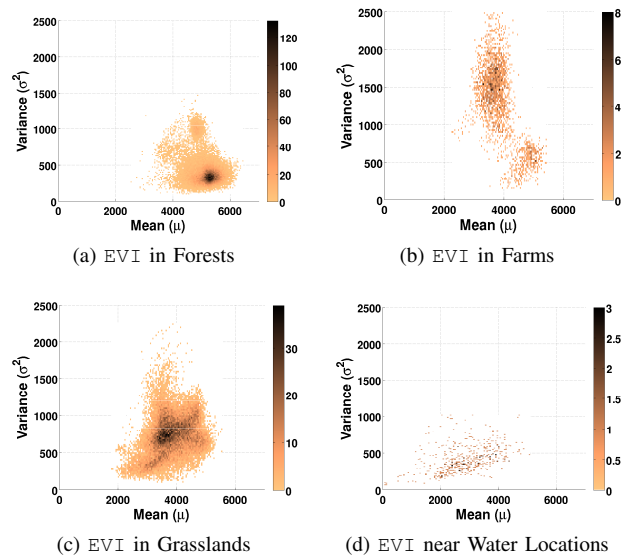 2500
2000
1500
1000
500
0
0 2000 4000 6000
Variance (σ²)
Mean (μ)
120
100
80
60
40
20
0
(a) EVI in Forests
2500
2000
1500
1000
500
0
0 2000 4000 6000
Variance (σ²)
Mean (μ)
8
6
4
2
0
(b) EVI in Farms
2500
2000
1500
1000
500
0
0 2000 4000 6000
Variance (σ²)
Mean (μ)
30
20
10
0
(c) EVI in Grasslands
2500
2000
1500
1000
500
0
0 2000 4000 6000
Variance (σ²)
Mean (μ)
3
2.5
2
1.5
1
0.5
0
(d) EVI near Water Locations